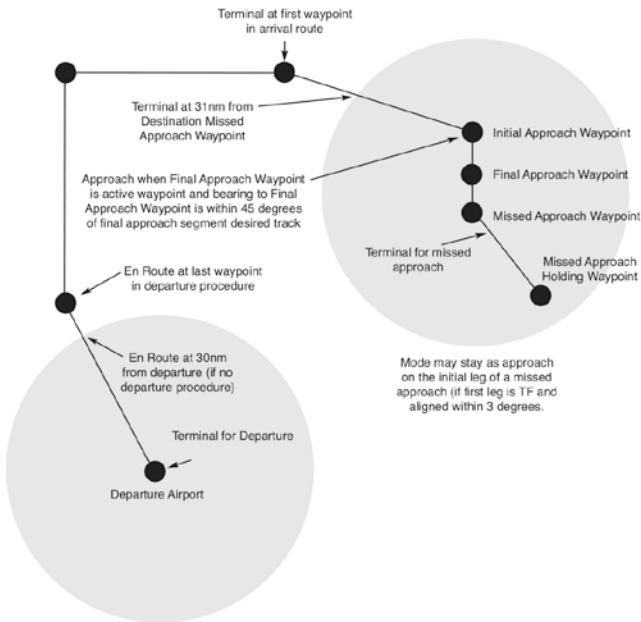 Terminal at first waypoint
in arrival route
Terminal at 31nm from
Destination Missed
Approach Waypoint
Initial Approach Waypoint
Approach when Final Approach Waypoint
is active waypoint and bearing to Final
Approach Waypoint is within 45 degrees
of final approach segment desired track
Final Approach Waypoint
Missed Approach Waypoint
Terminal for missed
approach
Missed Approach
Holding Waypoint
En Route at last waypoint
in departure procedure
En Route at 30nm
from departure (if no
departure procedure)
Mode may stay as approach
on the initial leg of a missed
approach (if first leg is TF and
aligned within 3 degrees.
Terminal for Departure
Departure Airport